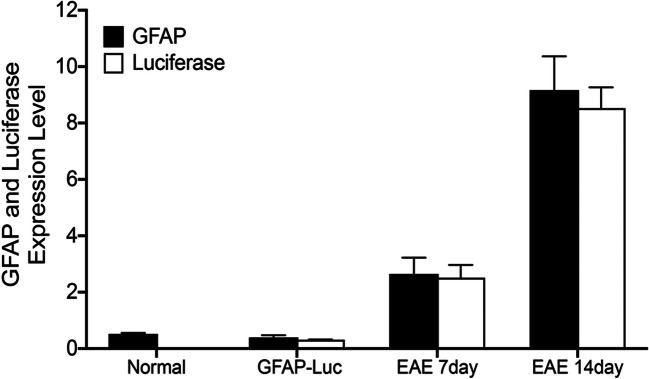 GFAP and Luciferase
Expression Level
12
10
8
6
4
2
0
GFAP
Luciferase
Normal
GFAP-Luc
EAE 7day
EAE 14day